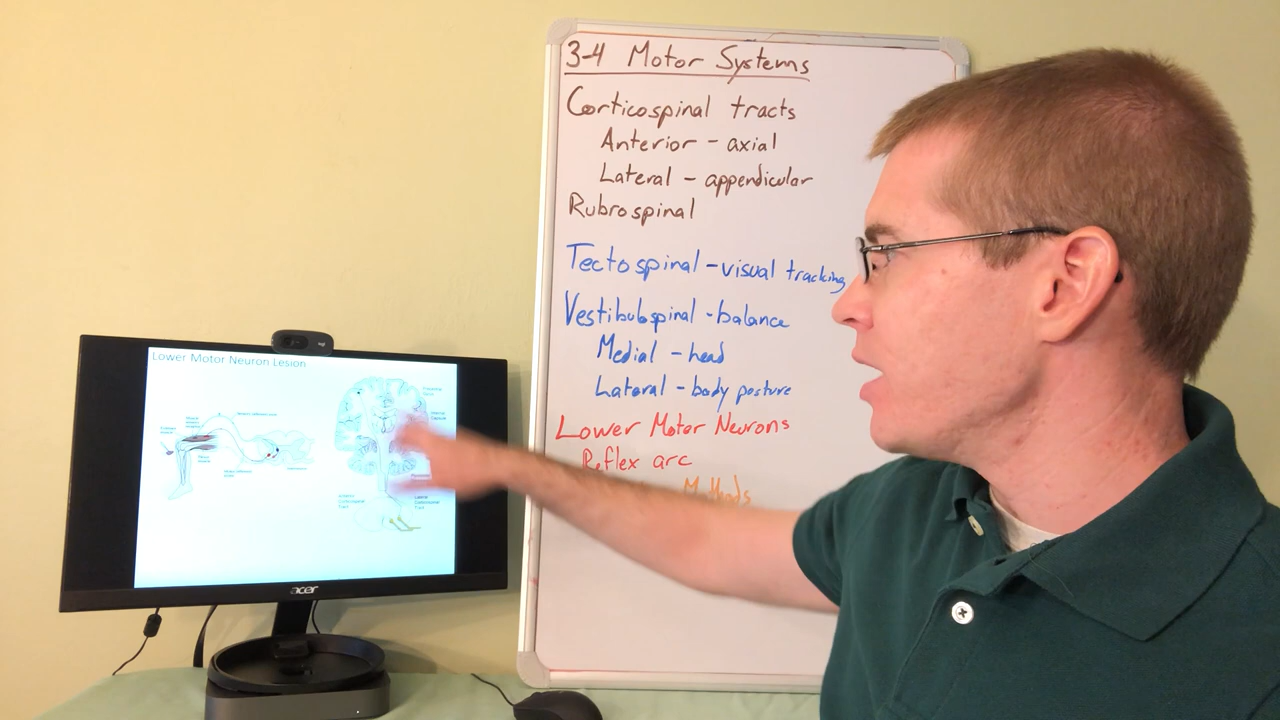 3-4 Motor Systems
Corticospinal tracts
Anterior - axial
Lateral - appendicular
Rubrospinal
Tectospinal - visual tracking
Vestibulospinal - balance
Medial - head
Lateral - body posture
Lower Motor Neurons
Reflex arc
Methods
Lower Motor Neuron Lesion
acer